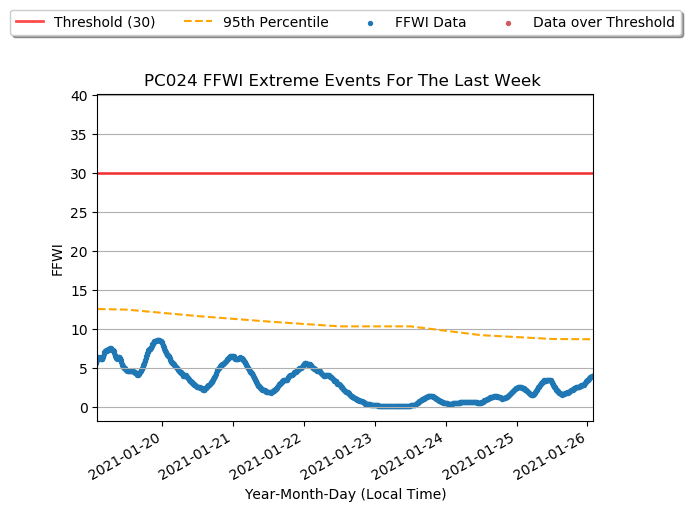 Threshold (30) 95th Percentile FFWI Data Data over Threshold
PC024 FFWI Extreme Events For The Last Week
40
35
30
25
20
15
10
5
0
FFWI
2021-01-20 2021-01-21 2021-01-22 2021-01-23 2021-01-24 2021-01-25 2021-01-26
Year-Month-Day (Local Time)